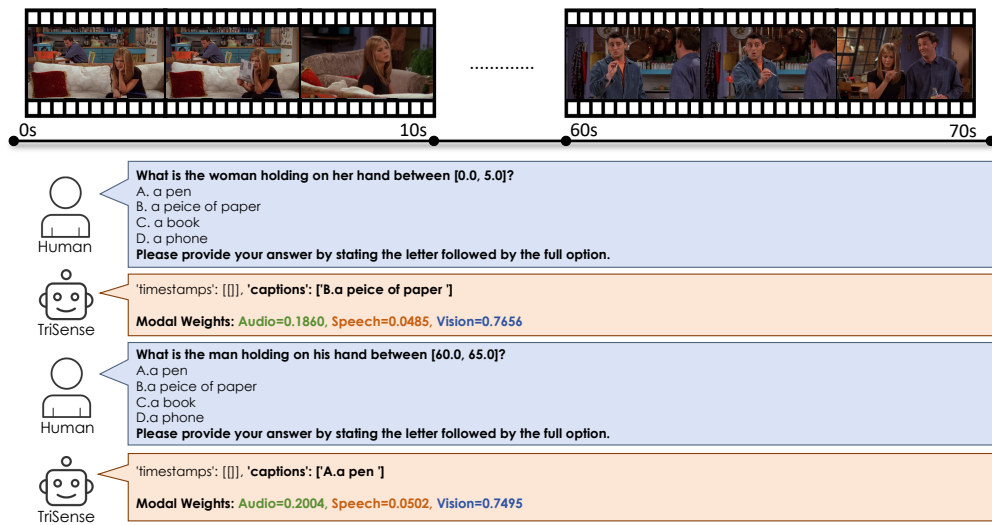 .............
0s
10s
60s
70s
What is the woman holding on her hand between [0.0, 5.0]?
A. a pen
B. a peice of paper
C. a book
D. a phone
Please provide your answer by stating the letter followed by the full option.
Human
'timestamps': [[]], 'captions': ['B.a peice of paper ']
Modal Weights: Audio=0.1860, Speech=0.0485, Vision=0.7656
TriSense
What is the man holding on his hand between [60.0, 65.0]?
A.a pen
B.a peice of paper
C.a book
D.a phone
Please provide your answer by stating the letter followed by the full option.
Human
'timestamps': [[]], 'captions': ['A.a pen ']
Modal Weights: Audio=0.2004, Speech=0.0502, Vision=0.7495
TriSense